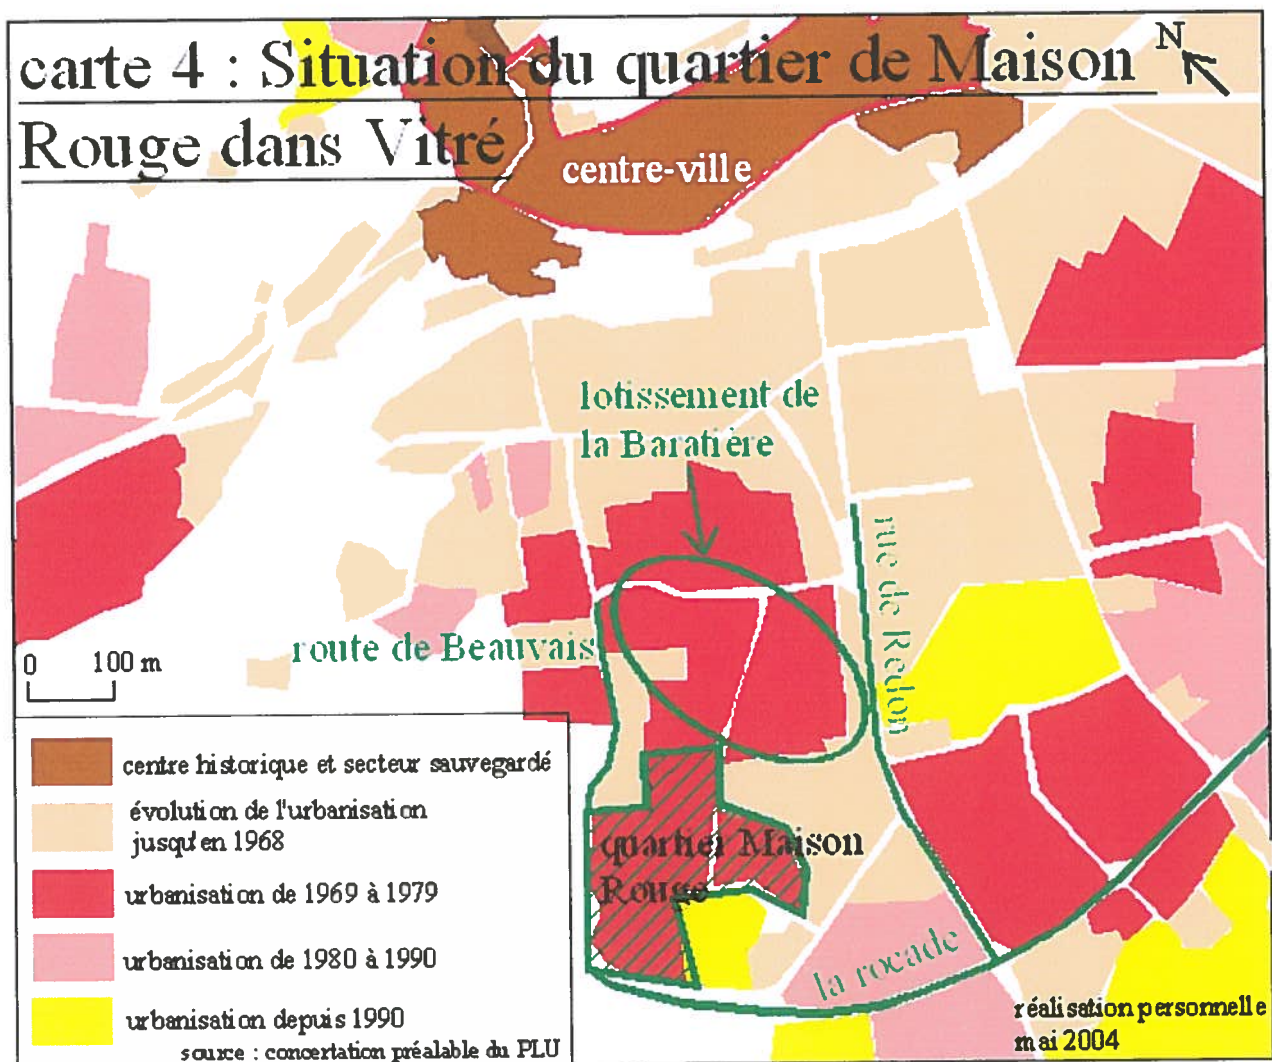 carte 4 : Situation du quartier de Maison
Rouge dans Vitré
N
centre-ville
lotissement de
la Baratière
rue de Redon
route de Beauvais
0 100 m
quartier Maison
Rouge
la rocade
centre historique et secteur sauvegardé
évolution de l'urbanisation
jusqu'en 1968
urbanisation de 1969 à 1979
urbanisation de 1980 à 1990
urbanisation depuis 1990
source : concertation préalable du PLU
réalisation personnelle
mai 2004